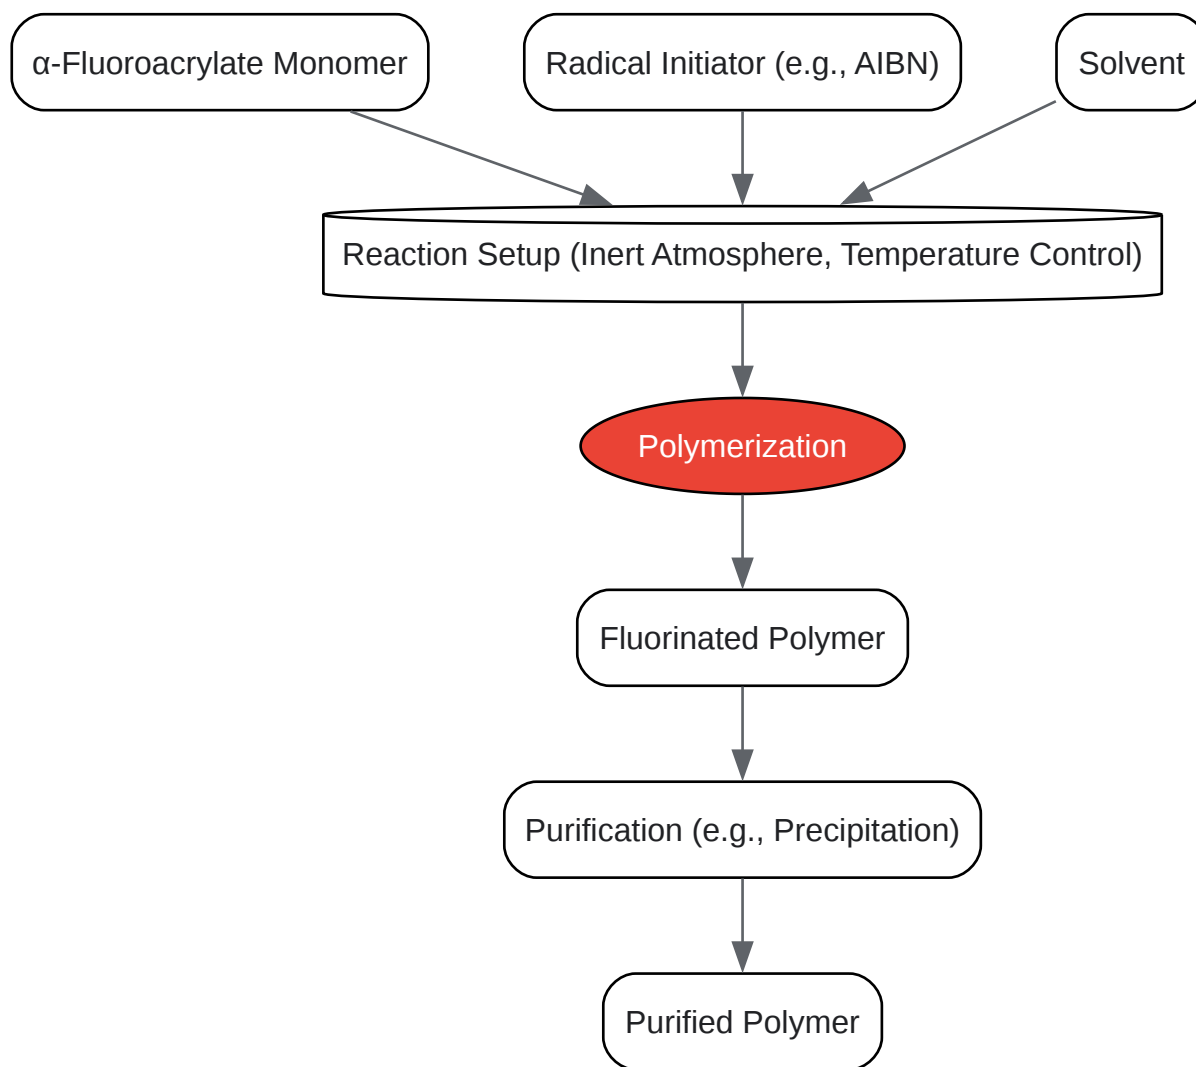 α-Fluoroacrylate Monomer
Radical Initiator (e.g., AIBN)
Solvent
Reaction Setup (Inert Atmosphere, Temperature Control)
Polymerization
Fluorinated Polymer
Purification (e.g., Precipitation)
Purified Polymer